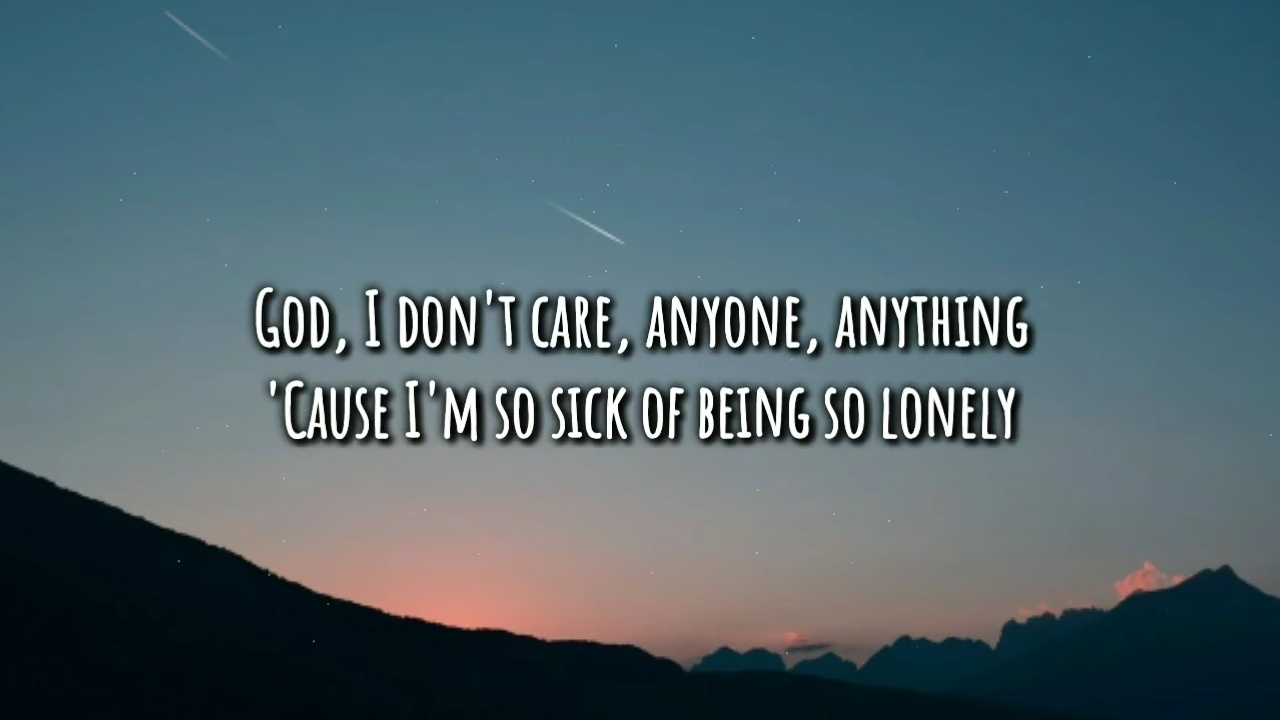 God, I don't care, anyone, anything
'Cause I'm so sick of being so lonely